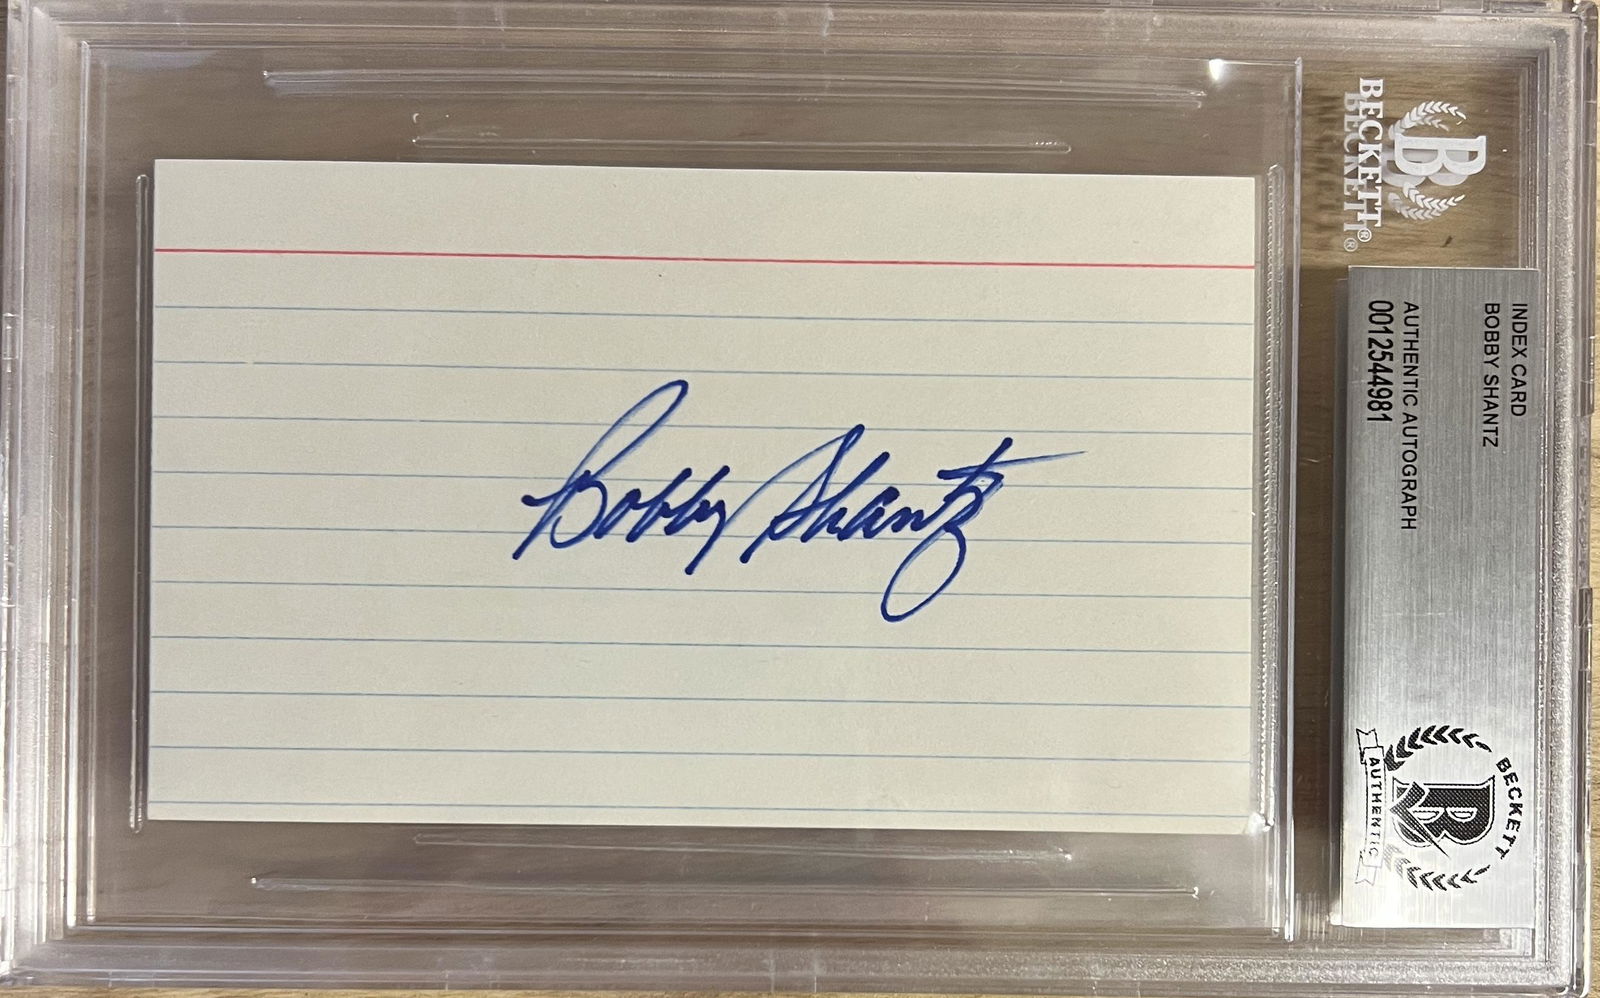 Bobby Shantz
BECKETT®
BECKETT®
INDEX CARD
BOBBY SHANTZ
AUTHENTIC AUTOGRAPH
0012544981
BECKETT
B
AUTHENTIC